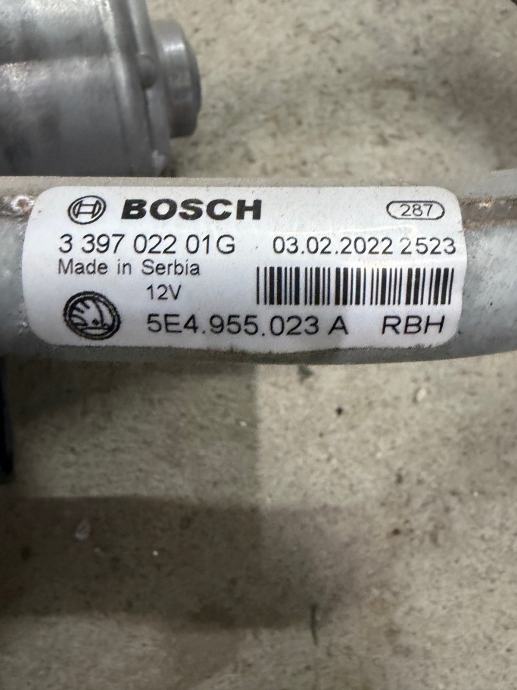 BOSCH 287
3 397 022 01G 03.02.2022 2523
Made in Serbia
12V
5E4.955.023 A RBH